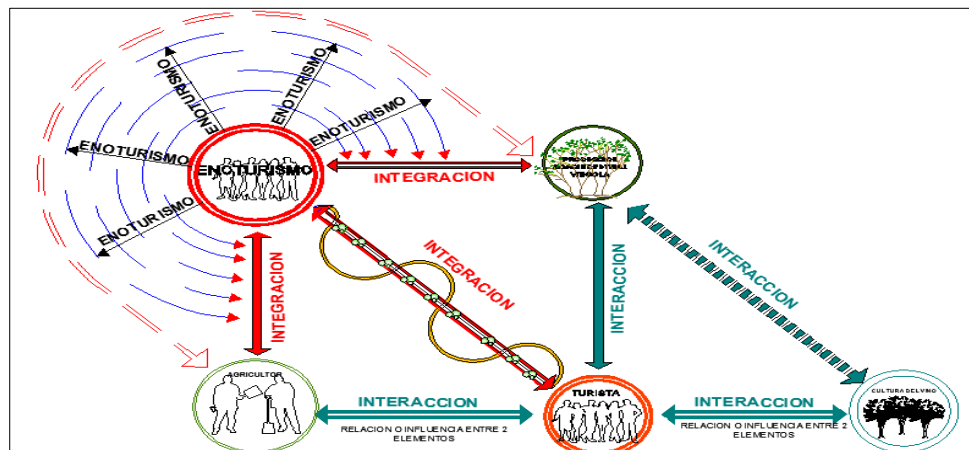 ENOTURISMO
ENOTURISMO
ENOTURISMO
ENOTURISMO
ENOTURISMO
ENOTURISMO
INTEGRACION
INTEGRACION
INTEGRACION
INTERACCION
INTERACCION
AGRICULTOR
INTERACCION
RELACION O INFLUENCIA ENTRE 2
ELEMENTOS
TURISTA
INTERACCION
RELACION O INFLUENCIA ENTRE 2
ELEMENTOS
CULTURA DEL VINO